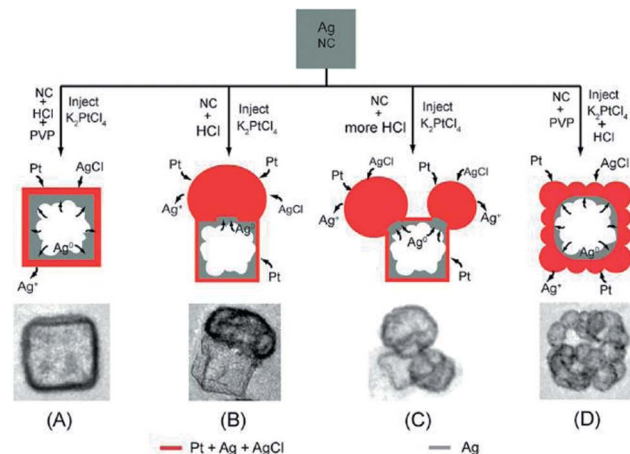 Ag
NC
NC
+
HCl
+
PVP
Inject
K₂PtCl₄
NC
+
HCl
Inject
K₂PtCl₄
NC
+
more HCl
Inject
K₂PtCl₄
NC
+
PVP
Inject
K₂PtCl₄
+
HCl
Pt
AgCl
Ag⁰
Ag⁺
Pt
Pt
Ag⁺
AgCl
Ag⁰
Pt
AgCl
Pt
AgCl
Ag⁺
Ag⁺
Ag⁰
Pt
Pt
AgCl
Ag⁰
Ag⁺
Pt
(A)
(B)
(C)
(D)
Pt + Ag + AgCl
Ag